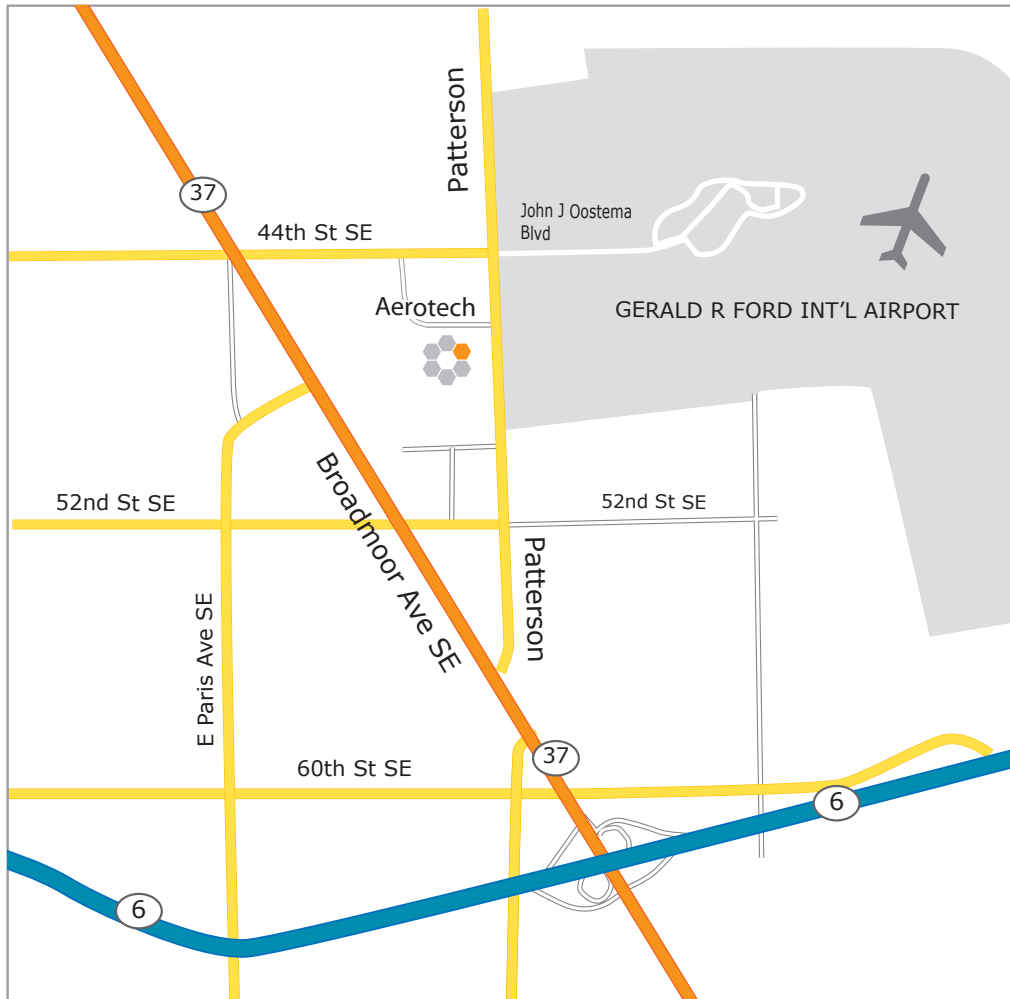 Patterson
37
John J Oostema
Blvd
44th St SE
Aerotech
GERALD R FORD INT'L AIRPORT
Broadmoor Ave SE
52nd St SE
52nd St SE
Patterson
E Paris Ave SE
37
60th St SE
6
6